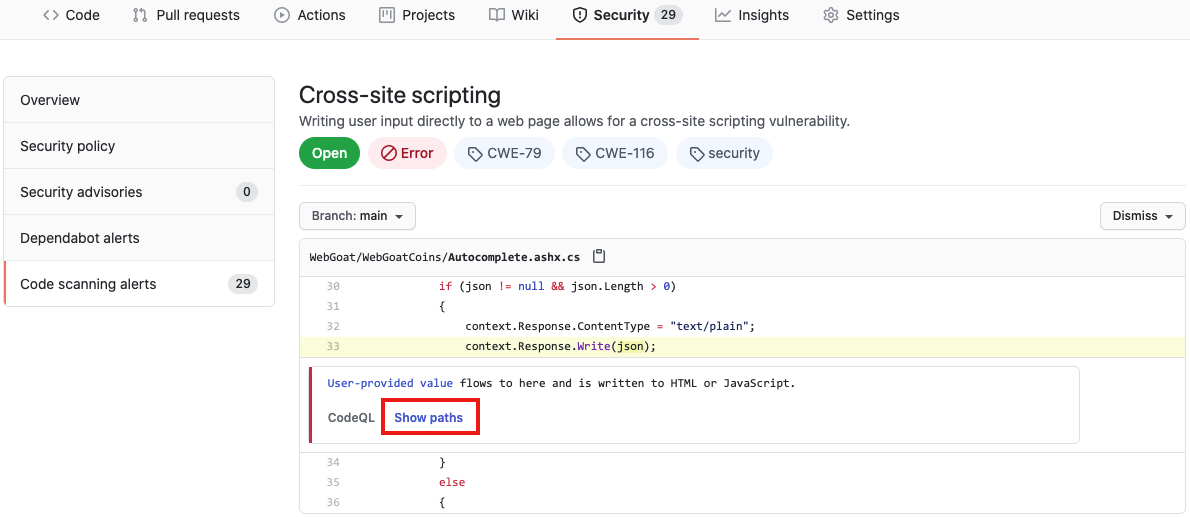 Code Pull requests Actions Projects Wiki Security 29 Insights Settings
Overview
Security policy
Security advisories 0
Dependabot alerts
Code scanning alerts 29
Cross-site scripting
Writing user input directly to a web page allows for a cross-site scripting vulnerability.
Open Error CWE-79 CWE-116 security
Branch: main Dismiss
WebGoat/WebGoatCoins/Autocomplete.ashx.cs
30 if (json != null && json.Length > 0)
31 {
32 context.Response.ContentType = "text/plain";
33 context.Response.Write(json);
User-provided value flows to here and is written to HTML or JavaScript.
CodeQL Show paths
34 }
35 else
36 {